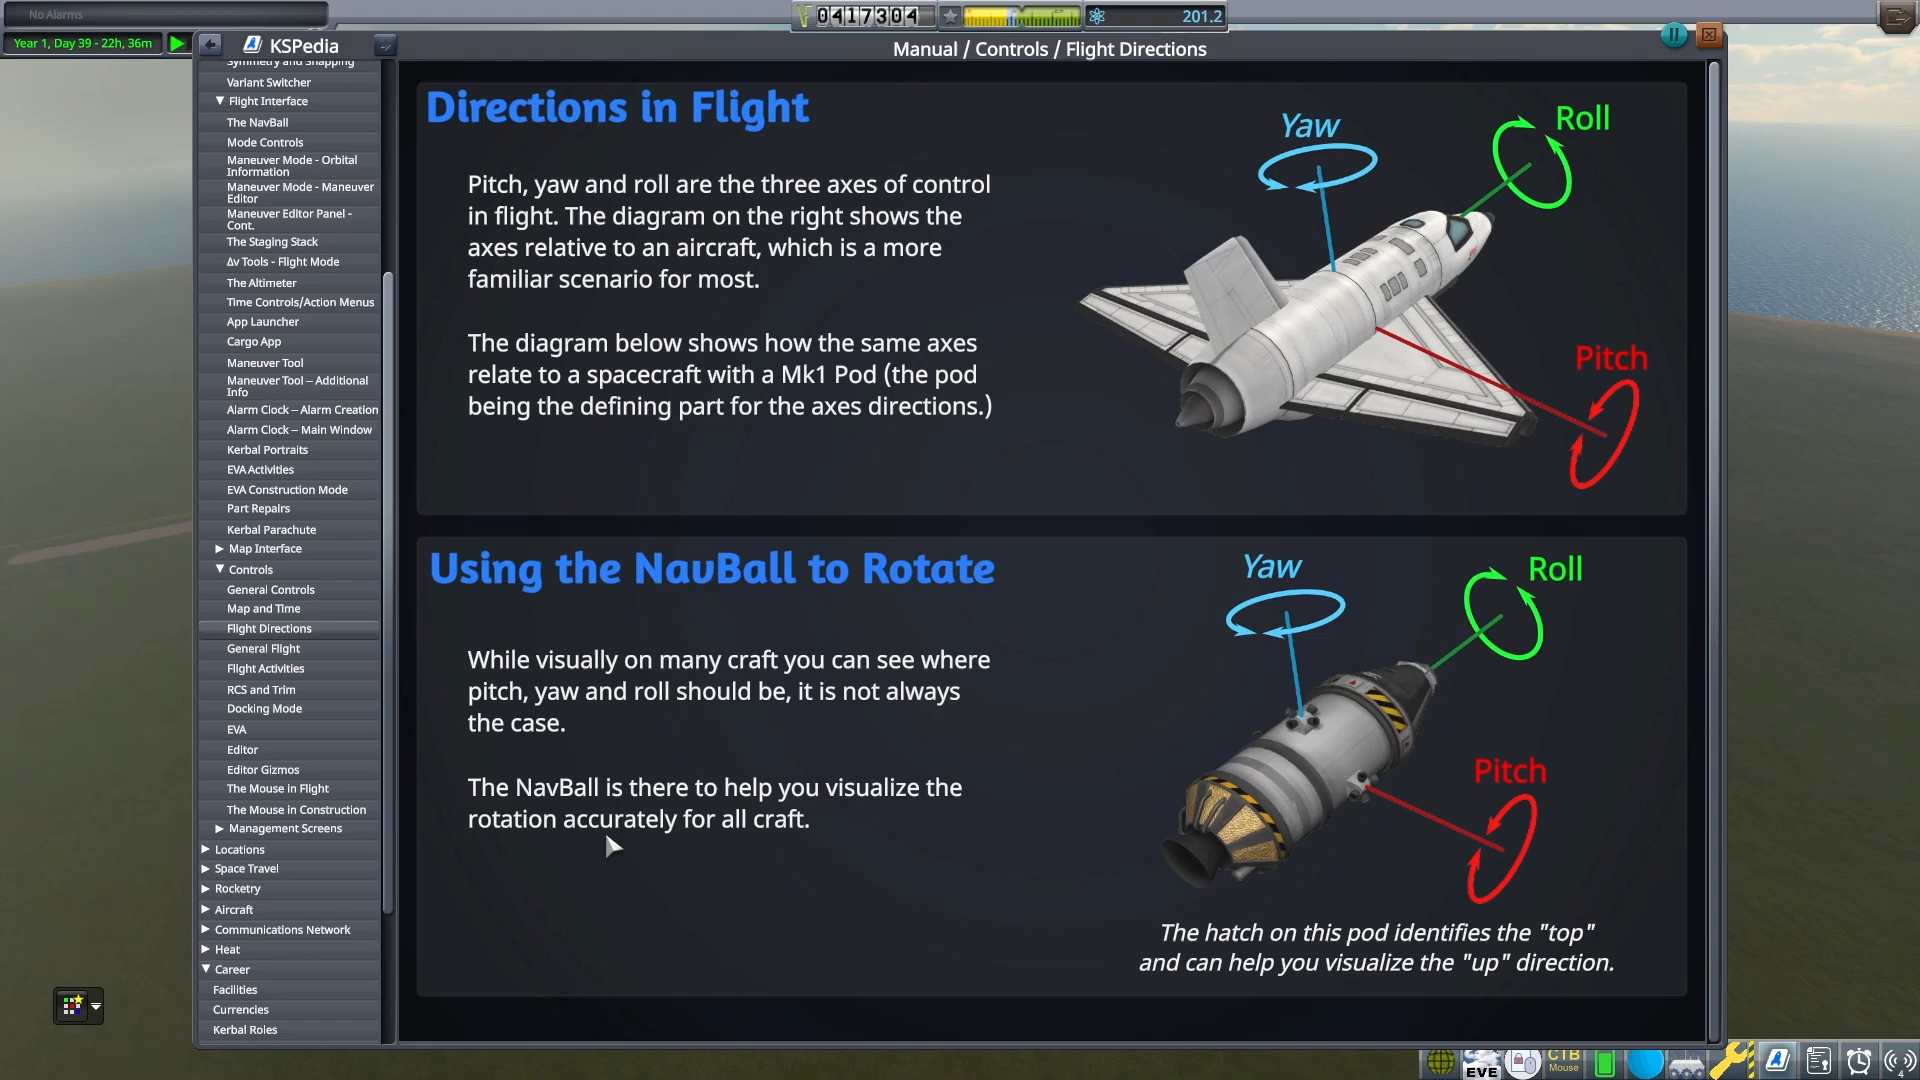 No Alarms
0417304
201.2
Year 1, Day 39 - 22h, 36m
KSPedia
Manual / Controls / Flight Directions
Symmetry and Snapping
Variant Switcher
Flight Interface
The NavBall
Mode Controls
Maneuver Mode - Orbital
Information
Maneuver Mode - Maneuver
Editor
Maneuver Editor Panel -
Cont.
The Staging Stack
Δv Tools - Flight Mode
The Altimeter
Time Controls/Action Menus
App Launcher
Cargo App
Maneuver Tool
Maneuver Tool – Additional
Info
Alarm Clock – Alarm Creation
Alarm Clock – Main Window
Kerbal Portraits
EVA Activities
EVA Construction Mode
Part Repairs
Kerbal Parachute
Map Interface
Controls
General Controls
Map and Time
Flight Directions
General Flight
Flight Activities
RCS and Trim
Docking Mode
EVA
Editor
Editor Gizmos
The Mouse in Flight
The Mouse in Construction
Management Screens
Locations
Space Travel
Rocketry
Aircraft
Communications Network
Heat
Career
Facilities
Currencies
Kerbal Roles
Directions in Flight
Pitch, yaw and roll are the three axes of control
in flight. The diagram on the right shows the
axes relative to an aircraft, which is a more
familiar scenario for most.
The diagram below shows how the same axes
relate to a spacecraft with a Mk1 Pod (the pod
being the defining part for the axes directions.)
Yaw
Roll
Pitch
Using the NavBall to Rotate
While visually on many craft you can see where
pitch, yaw and roll should be, it is not always
the case.
The NavBall is there to help you visualize the
rotation accurately for all craft.
Yaw
Roll
Pitch
The hatch on this pod identifies the "top"
and can help you visualize the "up" direction.
EVE
CTB
Mouse
4